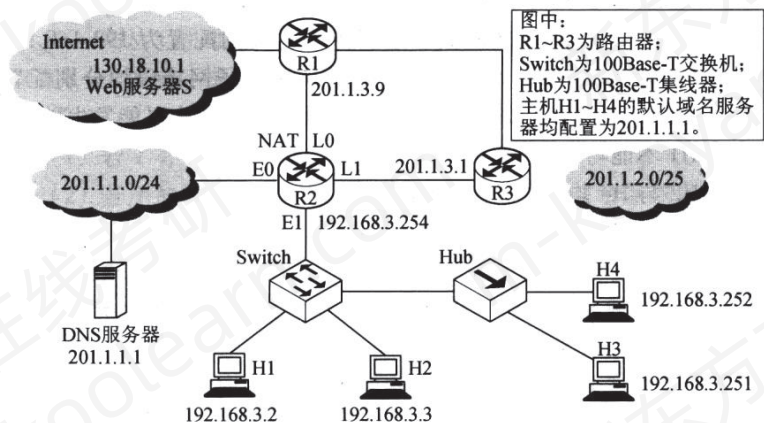 Internet
130.18.10.1
Web服务器S
R1
201.1.3.9
图中：
R1~R3为路由器；
Switch为100Base-T交换机；
Hub为100Base-T集线器；
主机H1~H4的默认域名服务
器均配置为201.1.1.1。
NAT L0
E0 L1
R2
201.1.3.1
R3
201.1.1.0/24
201.1.2.0/25
E1 192.168.3.254
Switch
Hub
H4
192.168.3.252
DNS服务器
201.1.1.1
H1
H2
H3
192.168.3.251
192.168.3.2
192.168.3.3